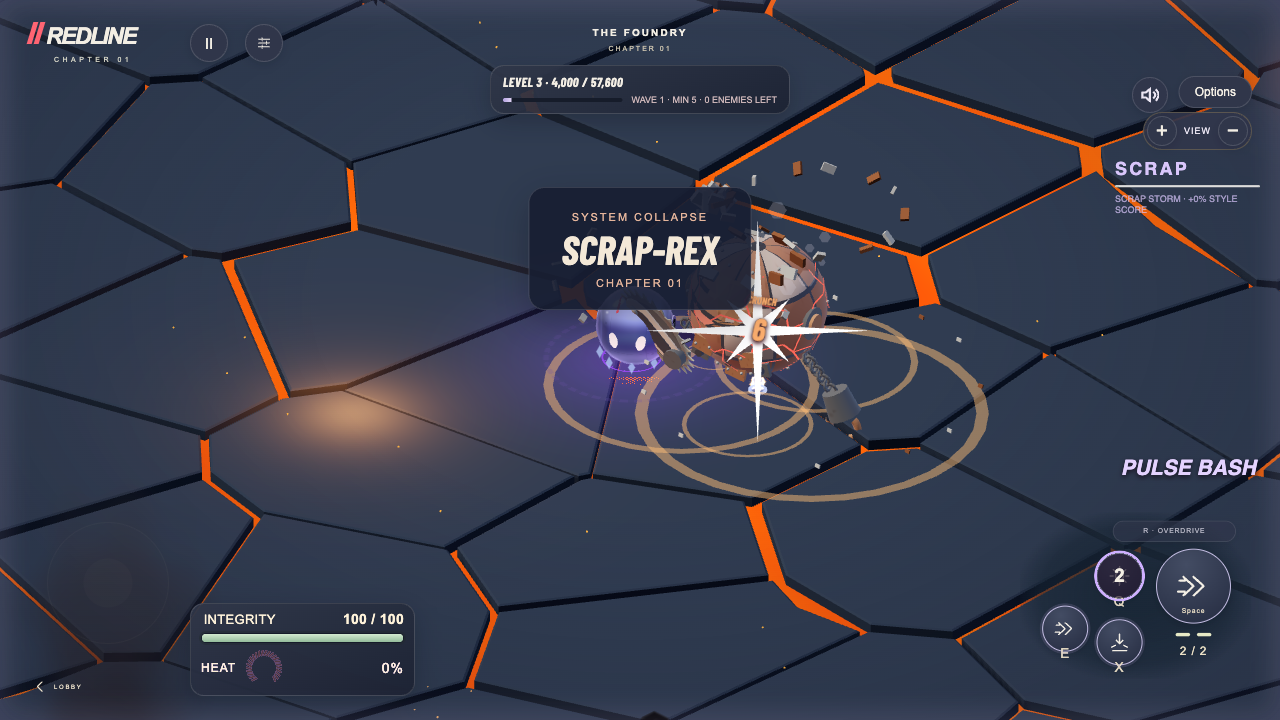 REDLINE
CHAPTER 01
THE FOUNDRY
CHAPTER 01
LEVEL 3 · 4,000 / 57,600
WAVE 1 · MIN 5 · 0 ENEMIES LEFT
Options
+ VIEW −
SCRAP
SCRAP STORM · +0% STYLE
SCORE
SYSTEM COLLAPSE
SCRAP-REX
CHAPTER 01
6
PULSE BASH
R · OVERDRIVE
2
Q
Space
E
X
2 / 2
INTEGRITY 100 / 100
HEAT 0%
LOBBY